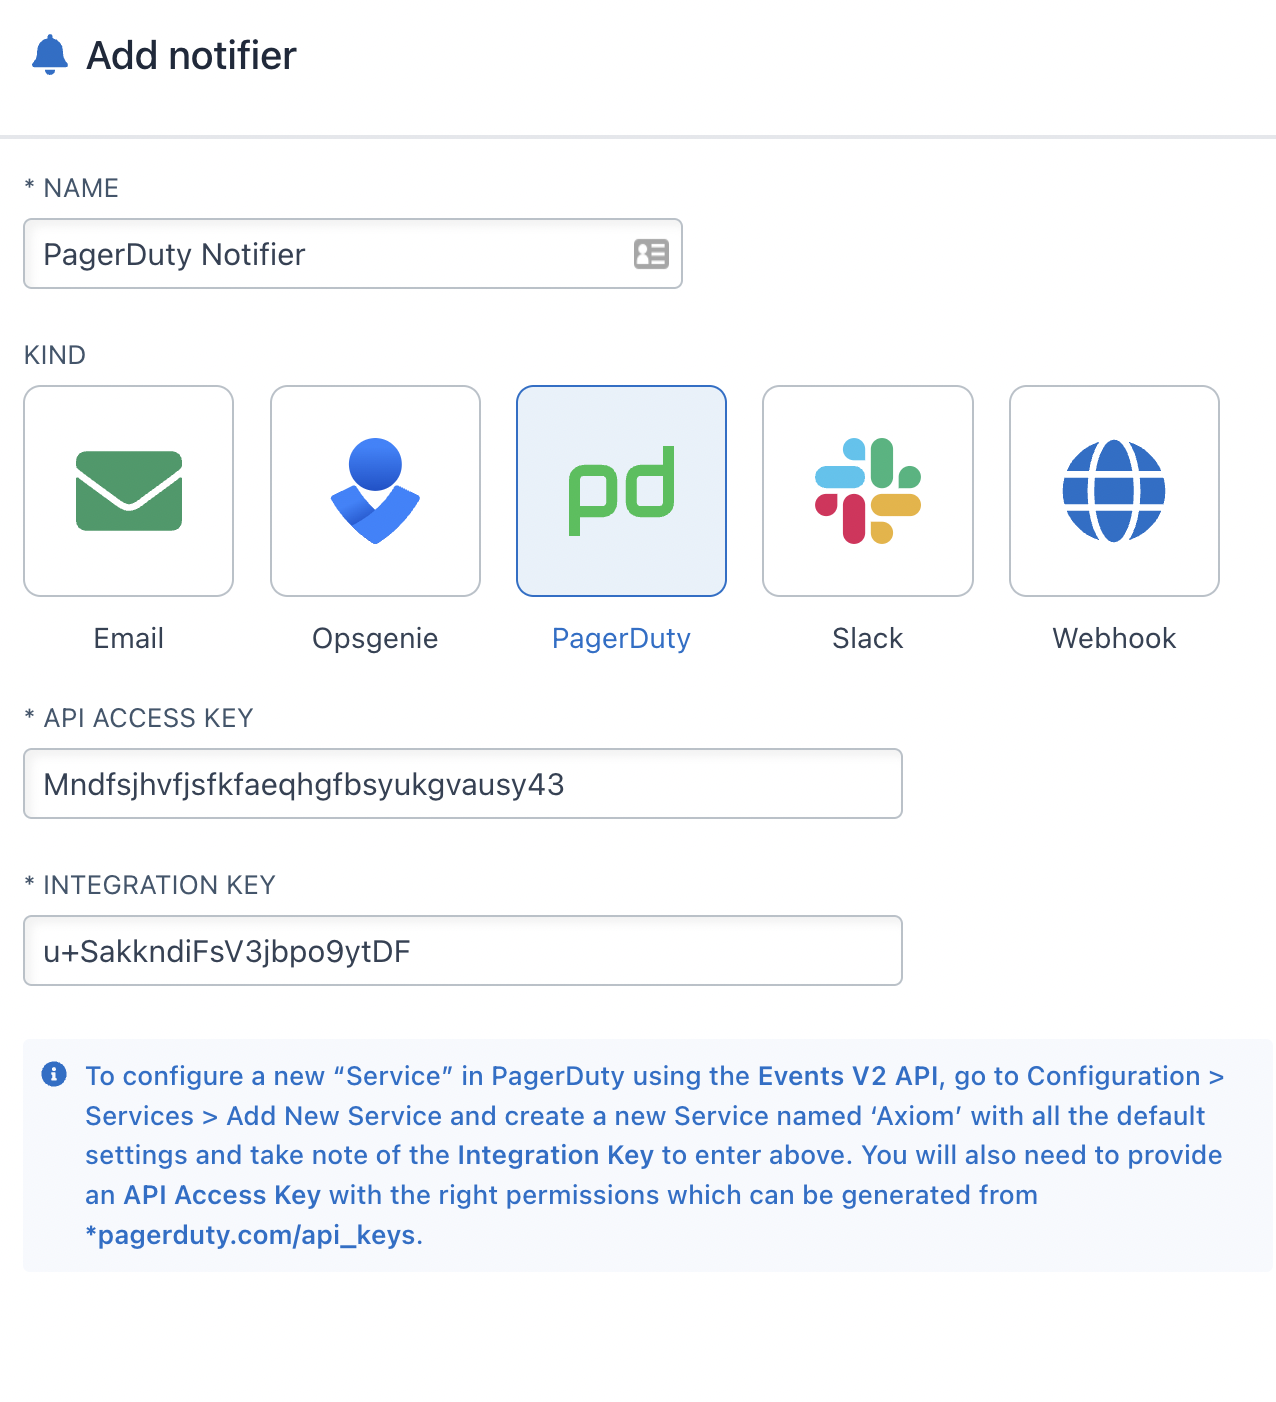 Add notifier
* NAME
PagerDuty Notifier
KIND
pd
Email Opsgenie PagerDuty Slack Webhook
* API ACCESS KEY
Mndfsjhvfjsfkfaeqhgfbsyukgvausy43
* INTEGRATION KEY
u+SakkndiFsV3jbpo9ytDF
To configure a new “Service” in PagerDuty using the Events V2 API, go to Configuration >
Services > Add New Service and create a new Service named ‘Axiom’ with all the default
settings and take note of the Integration Key to enter above. You will also need to provide
an API Access Key with the right permissions which can be generated from
*pagerduty.com/api_keys.